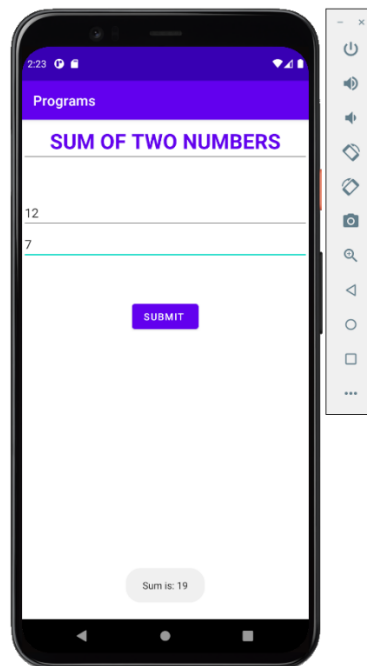 2:23
Programs
SUM OF TWO NUMBERS
12
7
SUBMIT
Sum is: 19